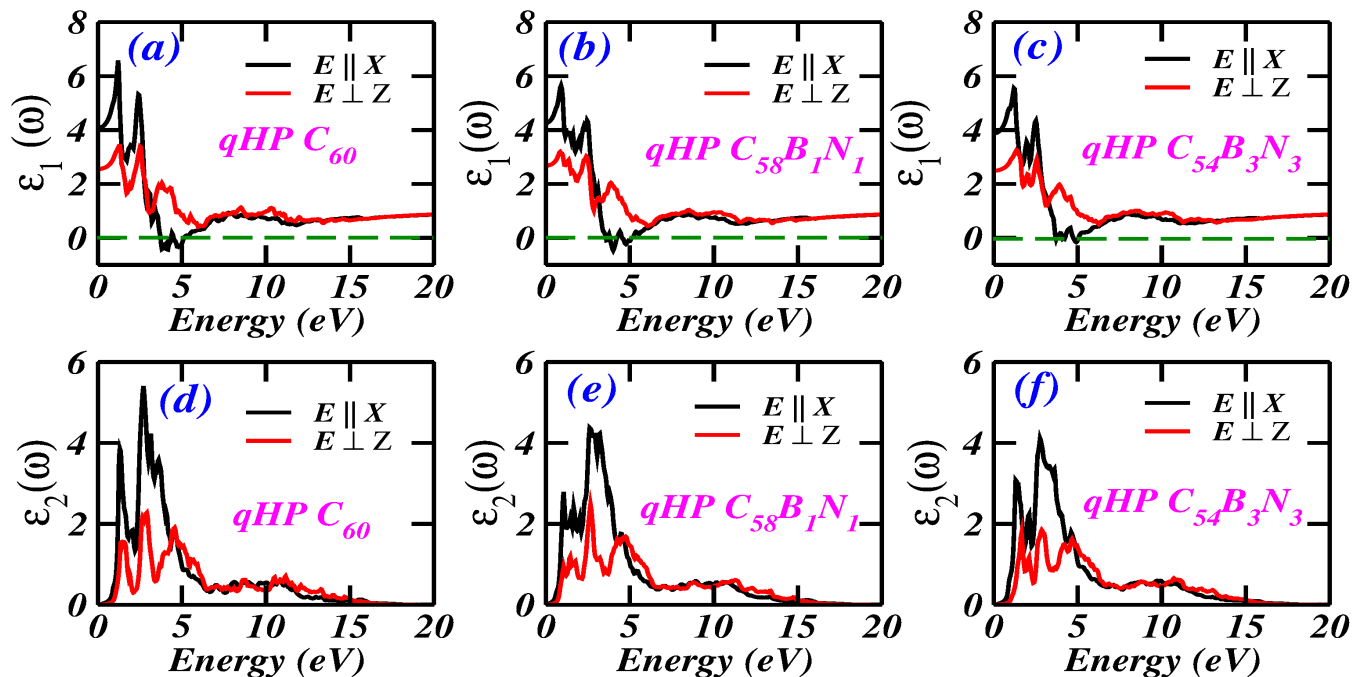 8
6
4
2
0
ε₁(ω)
(a)
E ∥ X
E ⊥ Z
qHP C₆₀
0 5 10 15 20
Energy (eV)
8
6
4
2
0
ε₁(ω)
(b)
E ∥ X
E ⊥ Z
qHP C₅₈B₁N₁
0 5 10 15 20
Energy (eV)
8
6
4
2
0
ε₁(ω)
(c)
E ∥ X
E ⊥ Z
qHP C₅₄B₃N₃
0 5 10 15 20
Energy (eV)
6
4
2
0
ε₂(ω)
(d)
E ∥ X
E ⊥ Z
qHP C₆₀
0 5 10 15 20
Energy (eV)
6
4
2
0
ε₂(ω)
(e)
E ∥ X
E ⊥ Z
qHP C₅₈B₁N₁
0 5 10 15 20
Energy (eV)
6
4
2
0
ε₂(ω)
(f)
E ∥ X
E ⊥ Z
qHP C₅₄B₃N₃
0 5 10 15 20
Energy (eV)